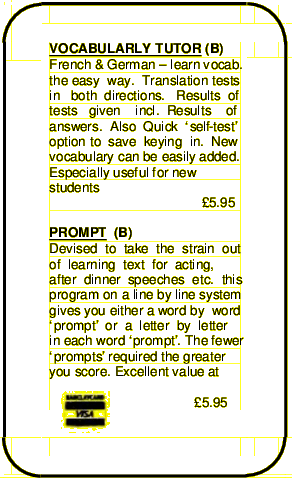 VOCABULARLY TUTOR (B)
French & German – learn vocab.
the easy way. Translation tests
in both directions. Results of
tests given incl. Results of
answers. Also Quick ‘self-test’
option to save keying in. New
vocabulary can be easily added.
Especially useful for new
students
£5.95
PROMPT (B)
Devised to take the strain out
of learning text for acting,
after dinner speeches etc. this
program on a line by line system
gives you either a word by word
‘prompt’ or a letter by letter
in each word ‘prompt’. The fewer
‘prompts’ required the greater
you score. Excellent value at
£5.95
BARCLAYCARD
VISA